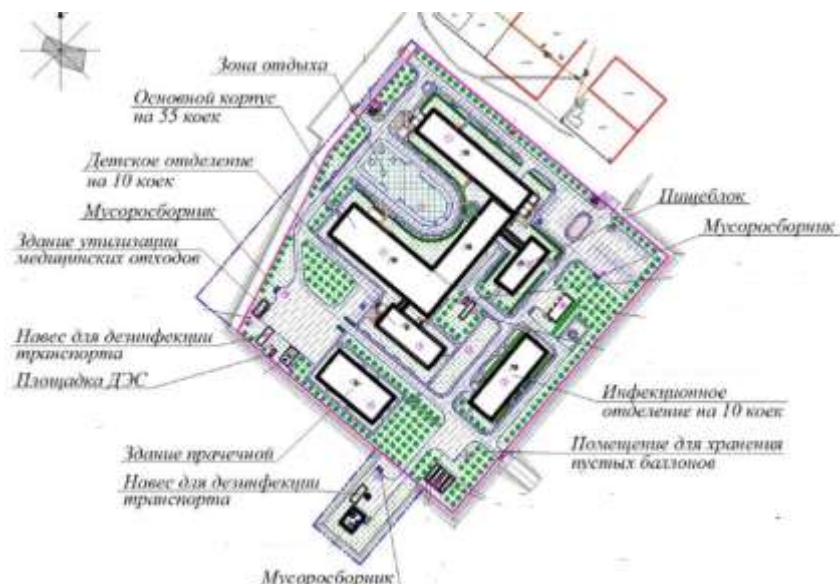 Зона отдыха
Основной корпус
на 55 коек
Детское отделение
на 10 коек
Мусоросборник
Здание утилизации
медицинских отходов
Навес для дезинфекции
транспорта
Площадка ДЭС
Здание прачечной
Навес для дезинфекции
транспорта
Мусоросборник
Пищеблок
Мусоросборник
Инфекционное
отделение на 10 коек
Помещение для хранения
пустых баллонов